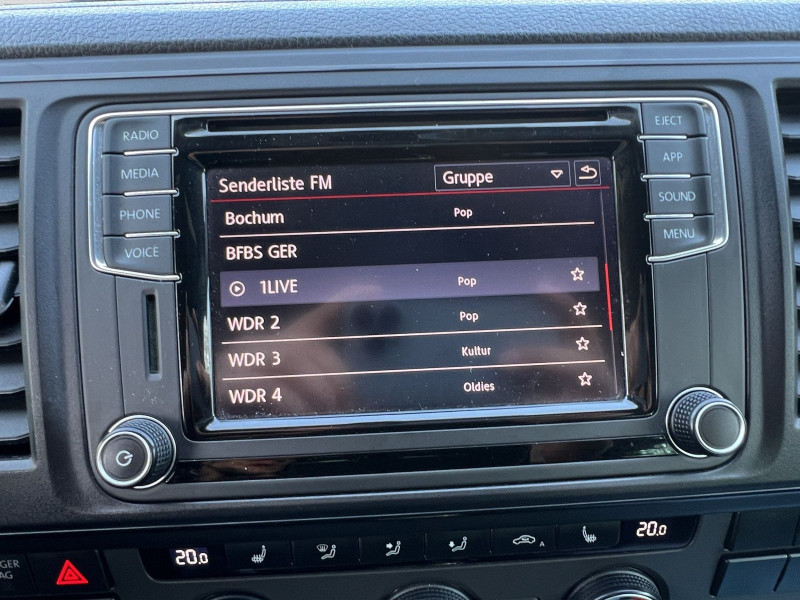 RADIO
MEDIA
PHONE
VOICE
EJECT
APP
SOUND
MENU
Senderliste FM Gruppe
Bochum Pop
BFBS GER
1LIVE Pop
WDR 2 Pop
WDR 3 Kultur
WDR 4 Oldies
20.0
A
20.0